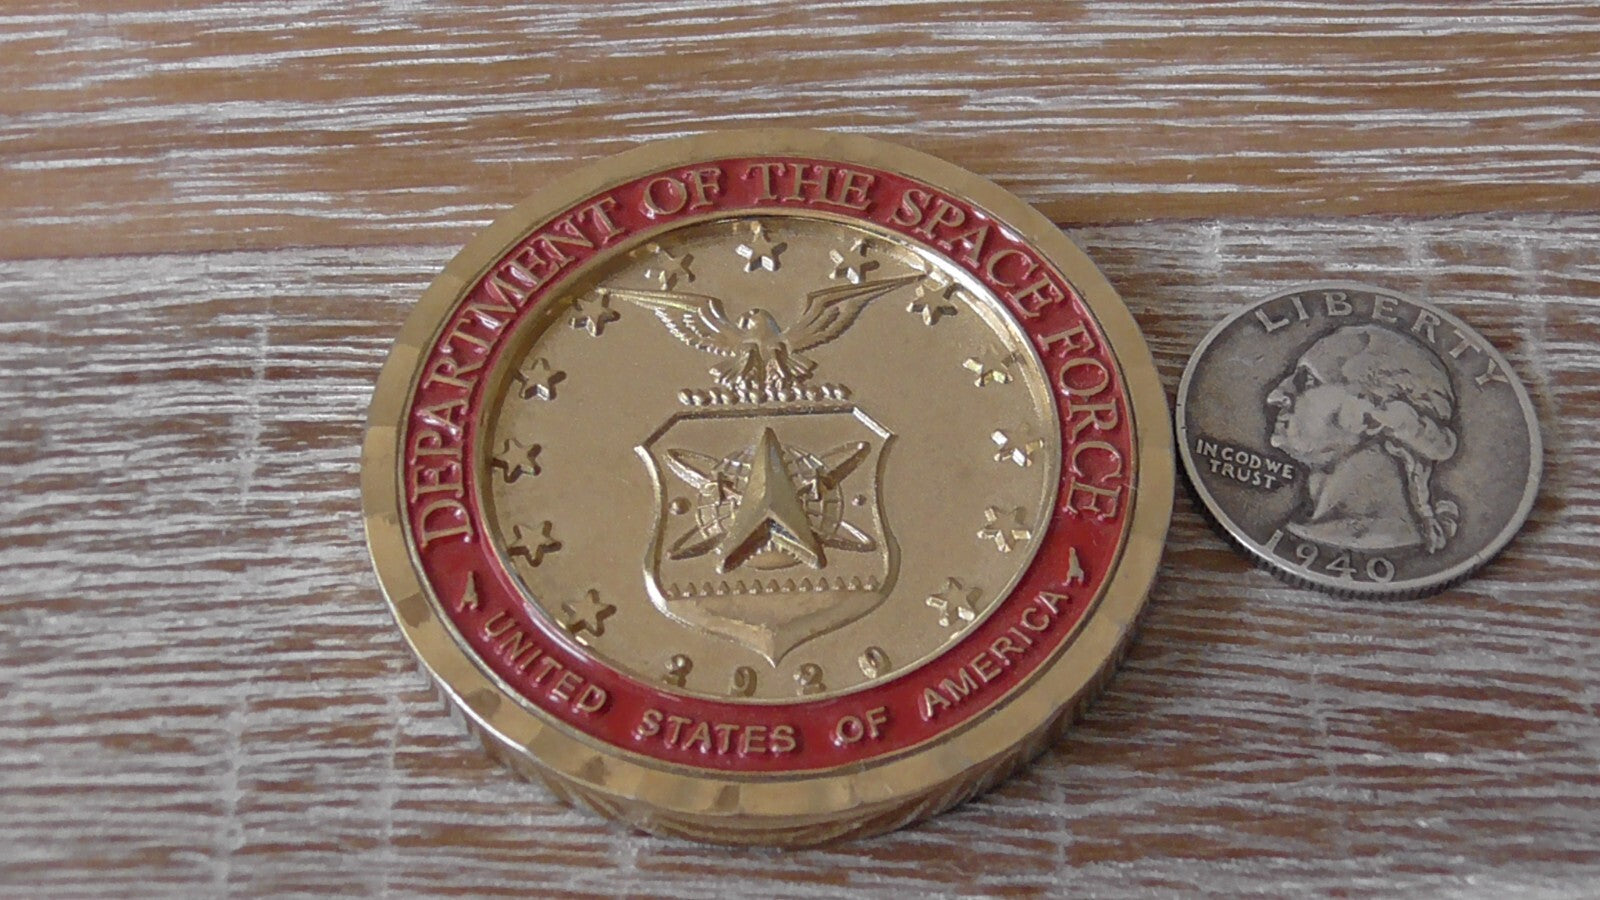 DEPARTMENT OF THE SPACE FORCE
2020
UNITED STATES OF AMERICA
LIBERTY
IN GOD WE
TRUST
1940